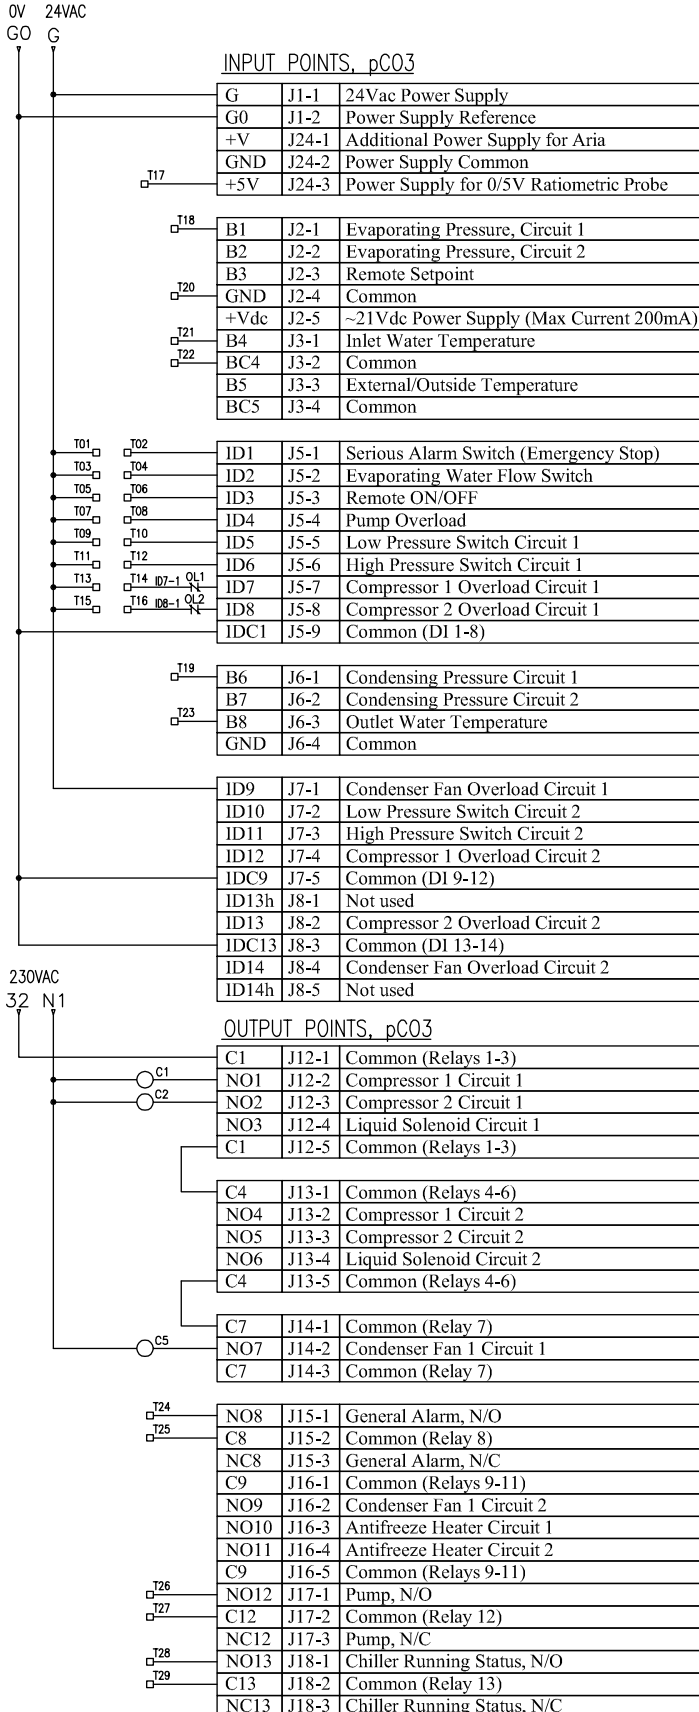 0V 24VAC
G0 G
INPUT POINTS, pCO3
G J1-1 24Vac Power Supply
G0 J1-2 Power Supply Reference
+V J24-1 Additional Power Supply for Aria
GND J24-2 Power Supply Common
T17 +5V J24-3 Power Supply for 0/5V Ratiometric Probe
T18 B1 J2-1 Evaporating Pressure, Circuit 1
B2 J2-2 Evaporating Pressure, Circuit 2
B3 J2-3 Remote Setpoint
T20 GND J2-4 Common
+Vdc J2-5 ~21Vdc Power Supply (Max Current 200mA)
T21 B4 J3-1 Inlet Water Temperature
T22 BC4 J3-2 Common
B5 J3-3 External/Outside Temperature
BC5 J3-4 Common
T01 T02 ID1 J5-1 Serious Alarm Switch (Emergency Stop)
T03 T04 ID2 J5-2 Evaporating Water Flow Switch
T05 T06 ID3 J5-3 Remote ON/OFF
T07 T08 ID4 J5-4 Pump Overload
T09 T10 ID5 J5-5 Low Pressure Switch Circuit 1
T11 T12 ID6 J5-6 High Pressure Switch Circuit 1
T13 T14 ID7-1 OL1 ID7 J5-7 Compressor 1 Overload Circuit 1
T15 T16 ID8-1 OL2 ID8 J5-8 Compressor 2 Overload Circuit 1
IDC1 J5-9 Common (DI 1-8)
T19 B6 J6-1 Condensing Pressure Circuit 1
B7 J6-2 Condensing Pressure Circuit 2
T23 B8 J6-3 Outlet Water Temperature
GND J6-4 Common
ID9 J7-1 Condenser Fan Overload Circuit 1
ID10 J7-2 Low Pressure Switch Circuit 2
ID11 J7-3 High Pressure Switch Circuit 2
ID12 J7-4 Compressor 1 Overload Circuit 2
IDC9 J7-5 Common (DI 9-12)
ID13h J8-1 Not used
ID13 J8-2 Compressor 2 Overload Circuit 2
IDC13 J8-3 Common (DI 13-14)
ID14 J8-4 Condenser Fan Overload Circuit 2
ID14h J8-5 Not used
230VAC
32 N1
OUTPUT POINTS, pCO3
C1 J12-1 Common (Relays 1-3)
C1 NO1 J12-2 Compressor 1 Circuit 1
C2 NO2 J12-3 Compressor 2 Circuit 1
NO3 J12-4 Liquid Solenoid Circuit 1
C1 J12-5 Common (Relays 1-3)
C4 J13-1 Common (Relays 4-6)
NO4 J13-2 Compressor 1 Circuit 2
NO5 J13-3 Compressor 2 Circuit 2
NO6 J13-4 Liquid Solenoid Circuit 2
C4 J13-5 Common (Relays 4-6)
C7 J14-1 Common (Relay 7)
C5 NO7 J14-2 Condenser Fan 1 Circuit 1
C7 J14-3 Common (Relay 7)
T24 NO8 J15-1 General Alarm, N/O
T25 C8 J15-2 Common (Relay 8)
NC8 J15-3 General Alarm, N/C
C9 J16-1 Common (Relays 9-11)
NO9 J16-2 Condenser Fan 1 Circuit 2
NO10 J16-3 Antifreeze Heater Circuit 1
NO11 J16-4 Antifreeze Heater Circuit 2
C9 J16-5 Common (Relays 9-11)
T26 NO12 J17-1 Pump, N/O
T27 C12 J17-2 Common (Relay 12)
NC12 J17-3 Pump, N/C
T28 NO13 J18-1 Chiller Running Status, N/O
T29 C13 J18-2 Common (Relay 13)
NC13 J18-3 Chiller Running Status, N/C